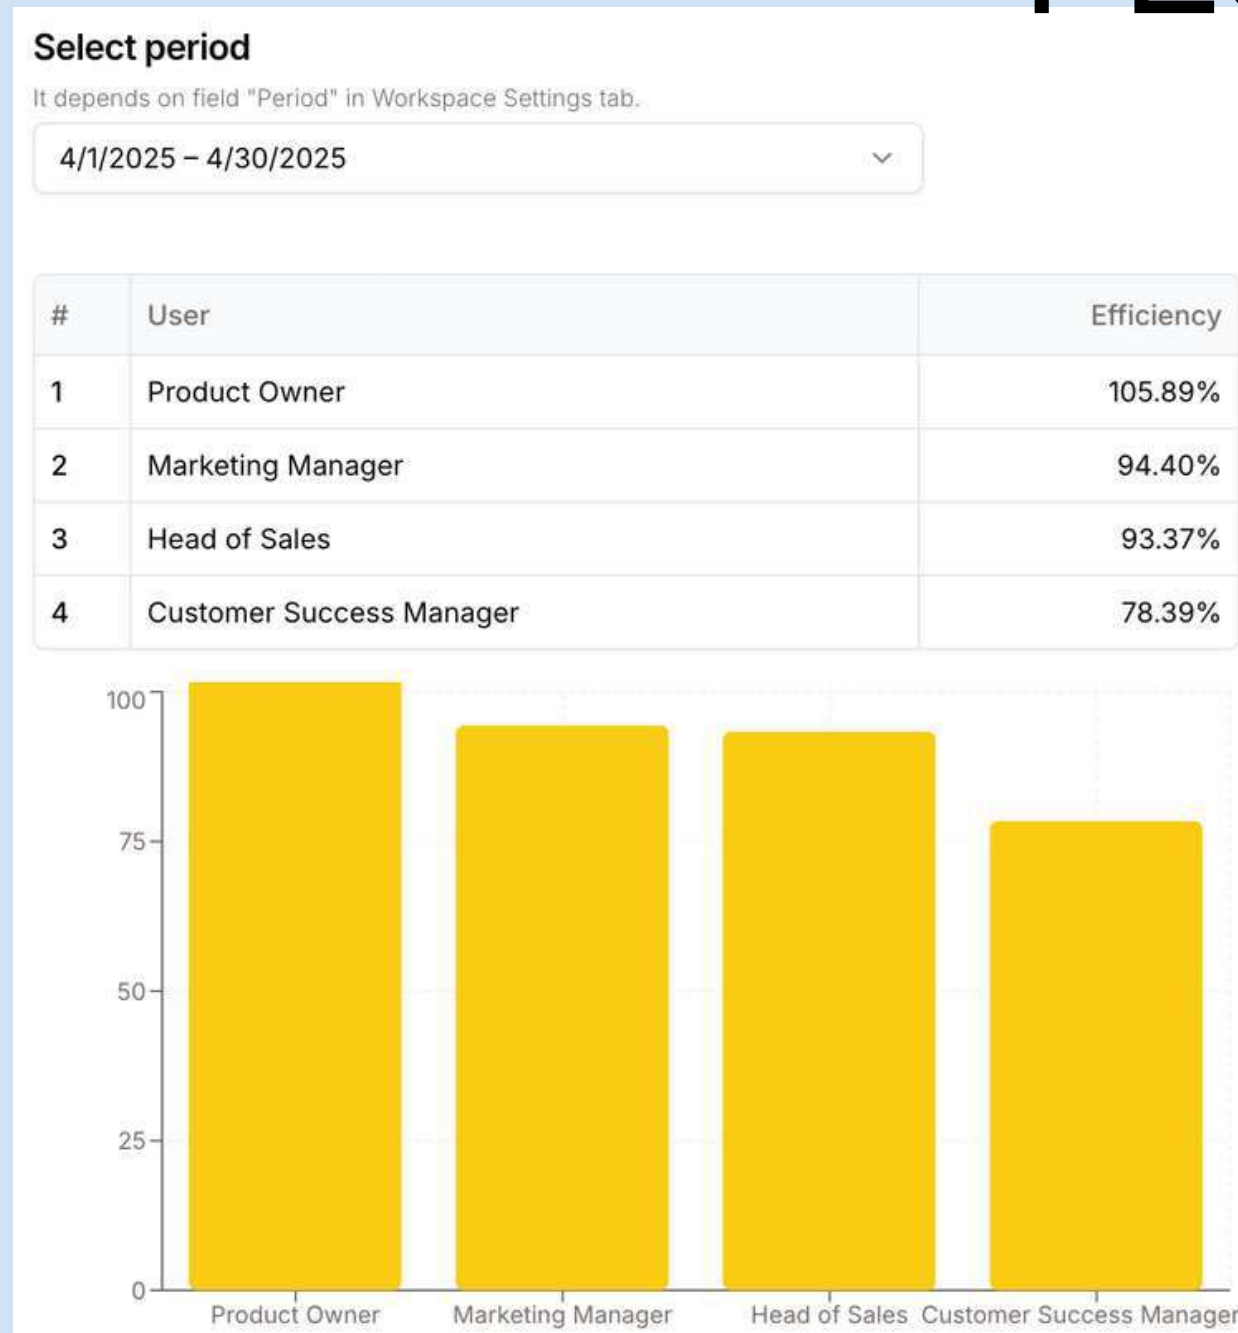 Select period
It depends on field "Period" in Workspace Settings tab.
4/1/2025 – 4/30/2025
# User Efficiency
1 Product Owner 105.89%
2 Marketing Manager 94.40%
3 Head of Sales 93.37%
4 Customer Success Manager 78.39%
100
75
50
25
0
Product Owner Marketing Manager Head of Sales Customer Success Manager